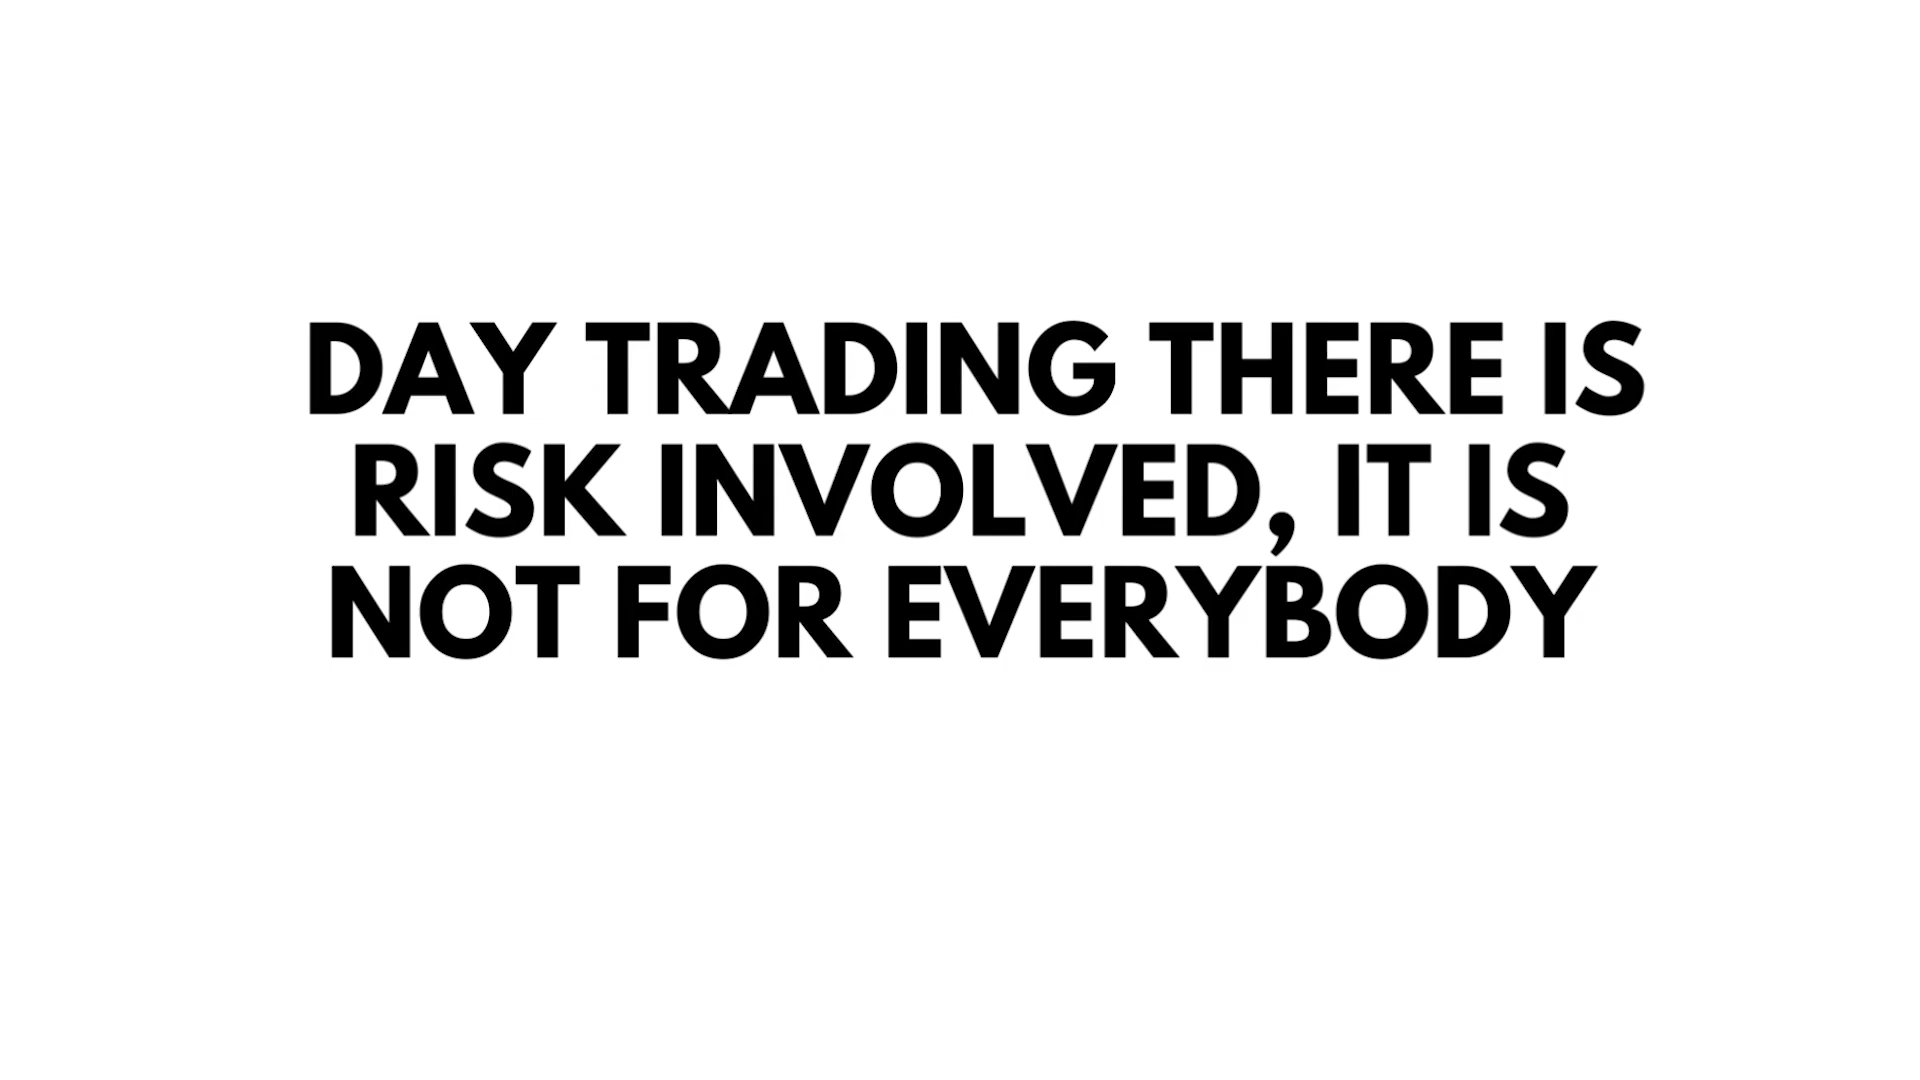 DAY TRADING THERE IS
RISK INVOLVED, IT IS
NOT FOR EVERYBODY